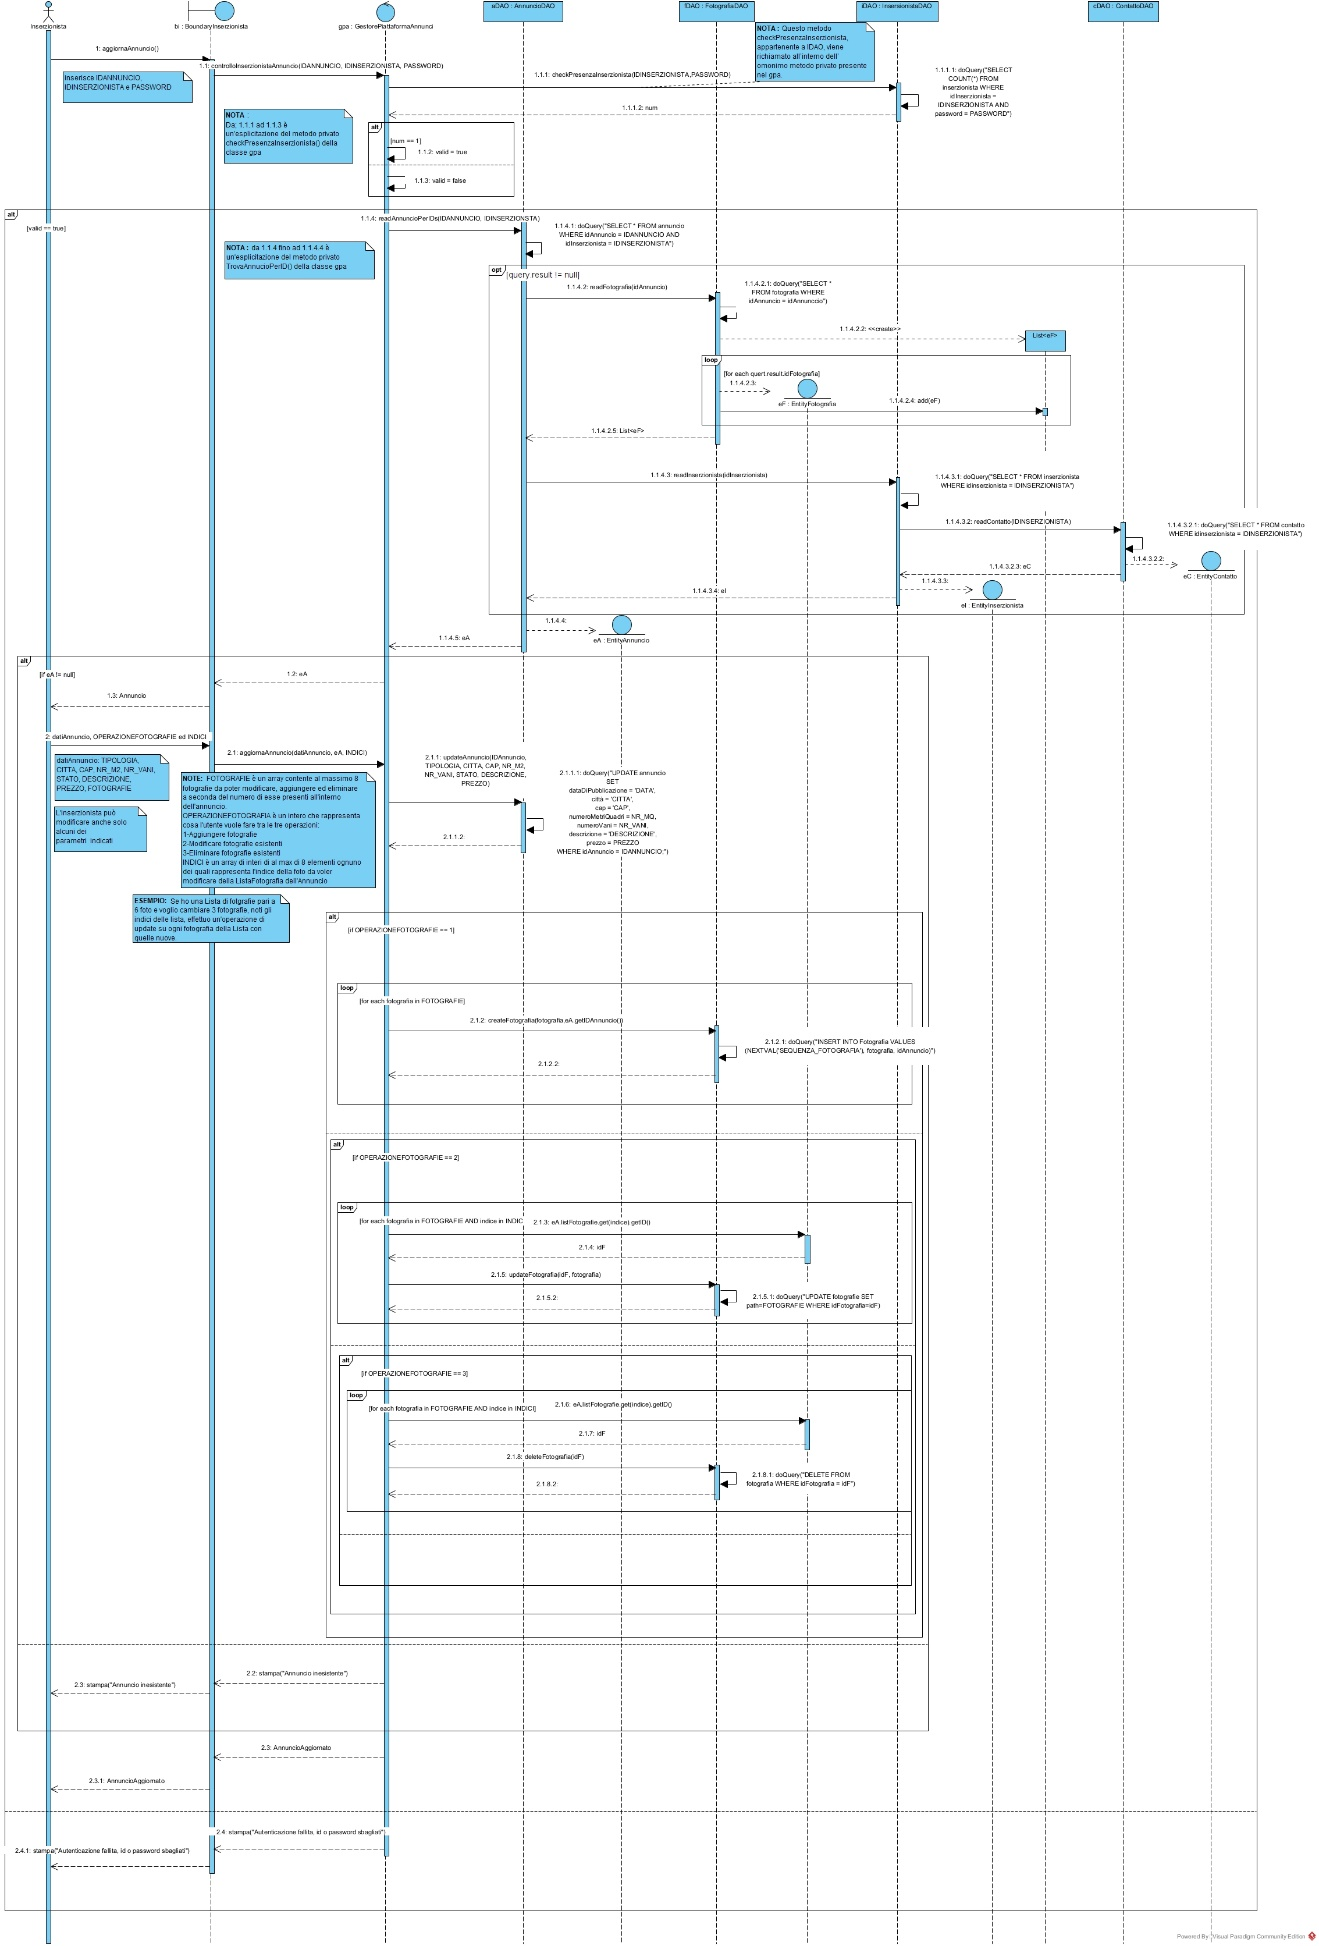 Inserzionista
bi : BoundaryInserzionista
gpa : GestorePiattaformaAnnunci
eDAO : AnnuncioDAO
fDAO : FotografiaDAO
iDAO : InsersionistaDAO
cDAO : ContattoDAO
NOTA : Questo metodo
checkPresenzaInserzionista,
appartenente a IDAO, viene
richiamato all'interno dell'
omonimo metodo privato presente
nel gpa.
1: aggiornaAnnuncio()
Inserisce IDANNUNCIO,
IDINSERZIONISTA e PASSWORD
1.1: controlloInserzionistaAnnuncio(IDANNUNCIO, IDINSERZIONISTA, PASSWORD)
1.1.1: checkPresenzaInserzionista(IDINSERZIONISTA,PASSWORD)
1.1.1.1: doQuery("SELECT
COUNT(*) FROM
inserzionista WHERE
idInserzionista =
IDINSERZIONISTA AND
password = PASSWORD")
1.1.1.2: num
NOTA :
Da: 1.1.1 ad 1.1.3 è
un'esplicitazione del metodo privato
checkPresenzaInserzionista() della
classe gpa
alt
[num == 1]
1.1.2: valid = true
1.1.3: valid = false
alt
[valid == true]
1.1.4: readAnnuncioPerIDs(IDANNUNCIO, IDINSERZIONSTA)
1.1.4.1: doQuery("SELECT * FROM annuncio
WHERE idAnnuncio = IDANNUNCIO AND
idInserzionista = IDINSERZIONISTA")
NOTA : da 1.1.4 fino ad 1.1.4.4 è
un'esplicitazione del metodo privato
TrovaAnnucioPerID() della classe gpa
opt
[query.result != null]
1.1.4.2: readFotografia(idAnnuncio)
1.1.4.2.1: doQuery("SELECT *
FROM fotografia WHERE
idAnnuncio = idAnnunccio")
1.1.4.2.2: <<create>>
List<eF>
loop
[for each quert.result.idFotografia]
1.1.4.2.3:
eF : EntityFotografia
1.1.4.2.4: add(eF)
1.1.4.2.5: List<eF>
1.1.4.3: readInserzionista(idInserzionista)
1.1.4.3.1: doQuery("SELECT * FROM inserzionista
WHERE idinserzionista = IDINSERZIONISTA")
1.1.4.3.2: readContatto(IDINSERZIONISTA)
1.1.4.3.2.1: doQuery("SELECT * FROM contatto
WHERE idinserzionista = IDINSERZIONISTA")
1.1.4.3.2.2:
eC : EntityContatto
1.1.4.3.2.3: eC
1.1.4.3.3:
eI : EntityInserzionista
1.1.4.3.4: eI
1.1.4.4:
eA : EntityAnnuncio
1.1.4.5: eA
alt
[if eA != null]
1.2: eA
1.3: Annuncio
2: datiAnnuncio, OPERAZIONEFOTOGRAFIE ed INDICI
datiAnnuncio: TIPOLOGIA,
CITTA, CAP, NR_M2, NR_VANI,
STATO, DESCRIZIONE,
PREZZO, FOTOGRAFIE
L'inserzionista può
modificare anche solo
alcuni dei
parametri indicati
2.1: aggiornaAnnuncio(datiAnnuncio, eA, INDICI)
NOTE: FOTOGRAFIE è un array contente al massimo 8
fotografie da poter modificare, aggiungere ed eliminare
a seconda del numero di esse presenti all'interno
dell'annuncio.
OPERAZIONEFOTOGRAFIA è un intero che rappresenta
cosa l'utente vuole fare tra le tre operazioni:
1-Aggiungere fotografie
2-Modificare fotografie esitenti
3-Eliminare fotografie esistenti
INDICI è un array di interi di al max di 8 elementi ognuno
dei quali rappresenta l'indice della foto da voler
modificare della ListaFotografia dell'Annuncio
2.1.1: updateAnnuncio(IDAnnuncio,
TIPOLOGIA, CITTA, CAP, NR_M2,
NR_VANI, STATO, DESCRIZIONE,
PREZZO)
2.1.1.1: doQuery("UPDATE annuncio
SET
dataDiPubblicazione = 'DATA',
città = 'CITTA',
cap = 'CAP',
numeroMetriQuadri = NR_MQ,
numeroVani = NR_VANI,
descrizione = 'DESCRIZIONE',
prezzo = PREZZO
WHERE idAnnuncio = IDANNUNCIO;")
2.1.1.2:
ESEMPIO: Se ho una Lista di fotgrafie pari a
6 foto e voglio cambiare 3 fotografie, noti gli
indici delle lista, effettuo un'operazione di
update su ogni fotografia della Lista con
quelle nuove.
alt
[if OPERAZIONEFOTOGRAFIE == 1]
loop
[for each fotografia in FOTOGRAFIE]
2.1.2: createFotografia(fotografia,eA.getIDAnnuncio())
2.1.2.1: doQuery("INSERT INTO Fotografia VALUES
(NEXTVAL('SEQUENZA_FOTOGRAFIA'), fotografia, idAnnuncio)")
2.1.2.2:
alt
[if OPERAZIONEFOTOGRAFIE == 2]
loop
[for each fotografia in FOTOGRAFIE AND indice in INDIC
2.1.3: eA.listFotografie.get(indice).getID()
2.1.4: idF
2.1.5: updateFotografia(idF, fotografia)
2.1.5.1: doQuery("UPDATE fotografie SET
path=FOTOGRAFIE WHERE idFotografia=idF)
2.1.5.2:
alt
[if OPERAZIONEFOTOGRAFIE == 3]
loop
[for each fotografia in FOTOGRAFIE AND indice in INDICI]
2.1.6: eA.listFotografie.get(indice).getID()
2.1.7: idF
2.1.8: deleteFotografia(idF)
2.1.8.1: doQuery("DELETE FROM
fotografia WHERE idFotografia = idF")
2.1.8.2:
2.2: stampa("Annuncio inesistente")
2.3: stampa("Annuncio inesistente")
2.3: AnnuncioAggiornato
2.3.1: AnnuncioAggiornato
2.4: stampa("Autenticazione fallita, id o password sbagliati"
2.4.1: stampa("Autenticazione fallita, id o password sbagliati")
Powered By: Visual Paradigm Community Edition